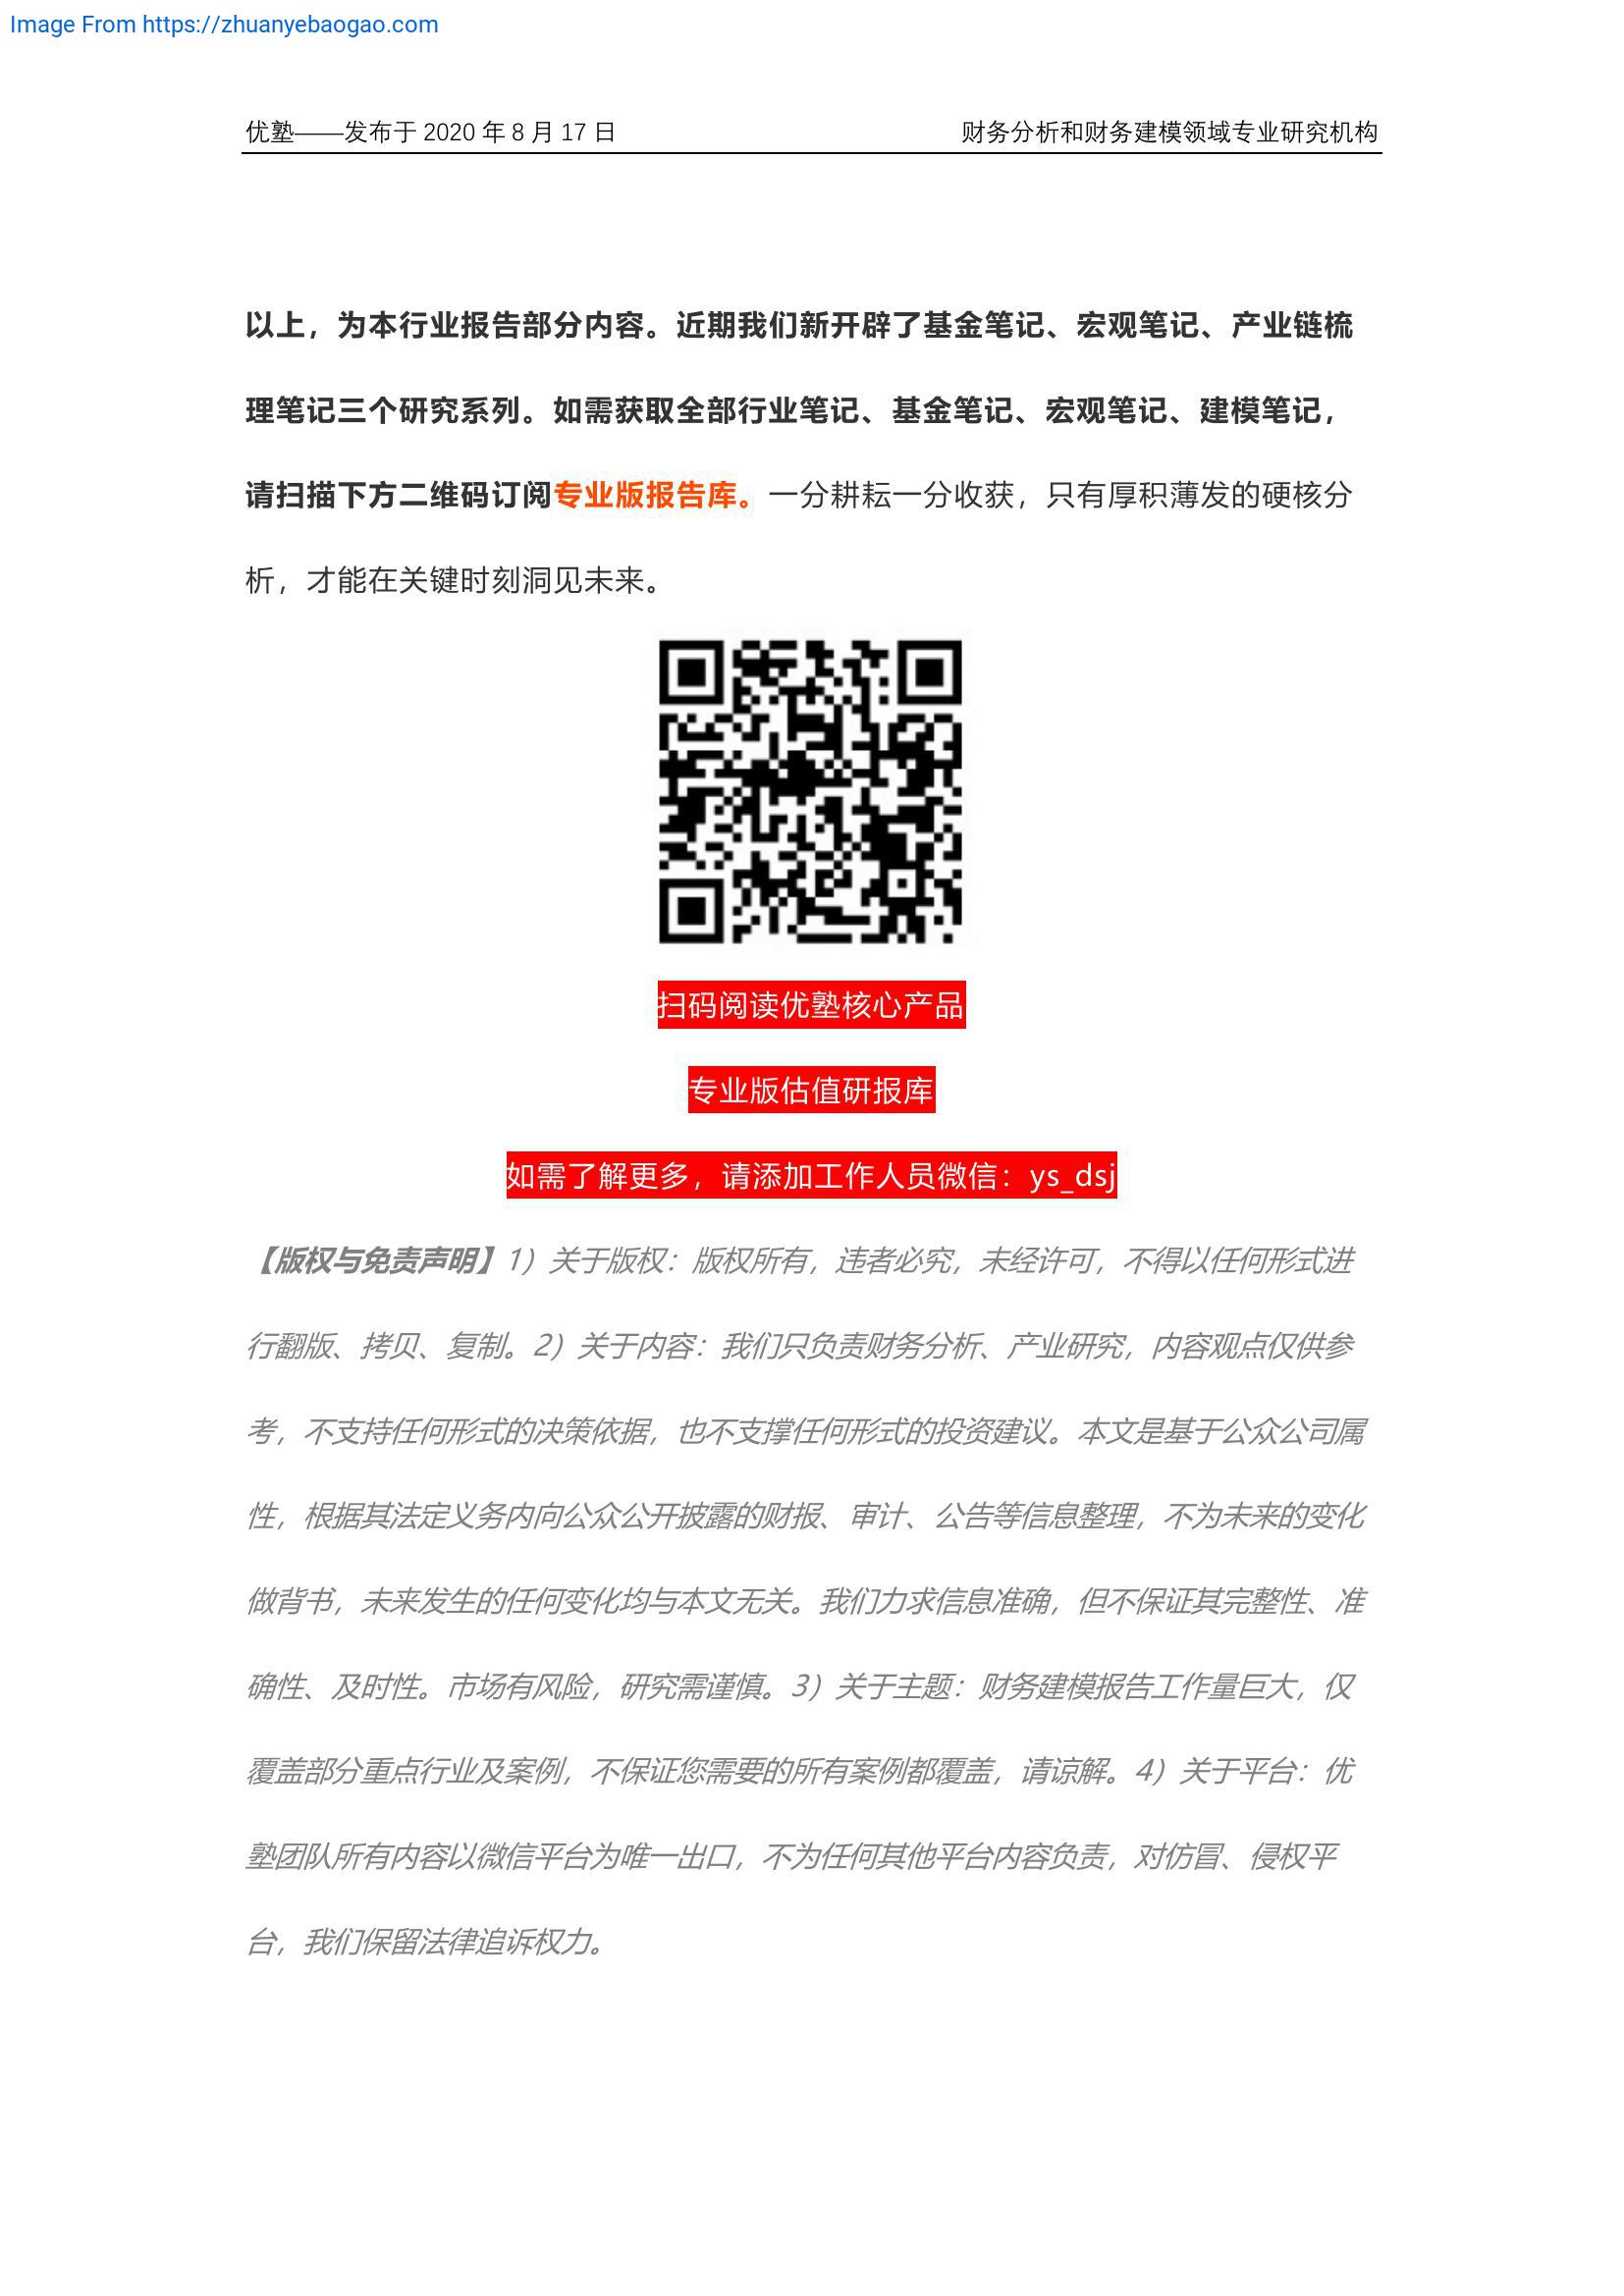 Image From https://zhuanyebaogao.com
优塾——发布于 2020 年 8 月 17 日
财务分析和财务建模领域专业研究机构
以上，为本行业报告部分内容。近期我们新开辟了基金笔记、宏观笔记、产业链梳
理笔记三个研究系列。如需获取全部行业笔记、基金笔记、宏观笔记、建模笔记，
请扫描下方二维码订阅专业版报告库。一分耕耘一分收获，只有厚积薄发的硬核分
析，才能在关键时刻洞见未来。
扫码阅读优塾核心产品
专业版估值研报库
如需了解更多，请添加工作人员微信：ys_dsj
【版权与免责声明】1）关于版权：版权所有，违者必究，未经许可，不得以任何形式进
行翻版、拷贝、复制。2）关于内容：我们只负责财务分析、产业研究，内容观点仅供参
考，不支持任何形式的决策依据，也不支撑任何形式的投资建议。本文是基于公众公司属
性，根据其法定义务内向公众公开披露的财报、审计、公告等信息整理，不为未来的变化
做背书，未来发生的任何变化均与本文无关。我们力求信息准确，但不保证其完整性、准
确性、及时性。市场有风险，研究需谨慎。3）关于主题：财务建模报告工作量巨大，仅
覆盖部分重点行业及案例，不保证您需要的所有案例都覆盖，请谅解。4）关于平台：优
塾团队所有内容以微信平台为唯一出口，不为任何其他平台内容负责，对仿冒、侵权平
台，我们保留法律追诉权力。